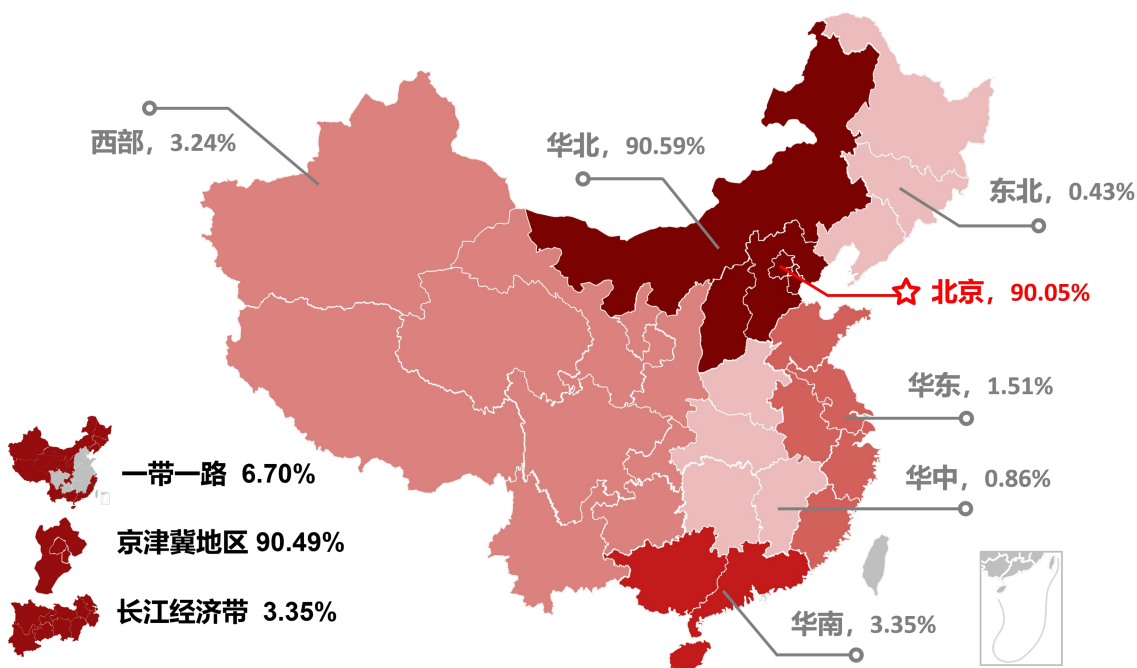 西部，3.24%
华北，90.59%
东北，0.43%
北京，90.05%
华东，1.51%
华中，0.86%
华南，3.35%
一带一路 6.70%
京津冀地区 90.49%
长江经济带 3.35%